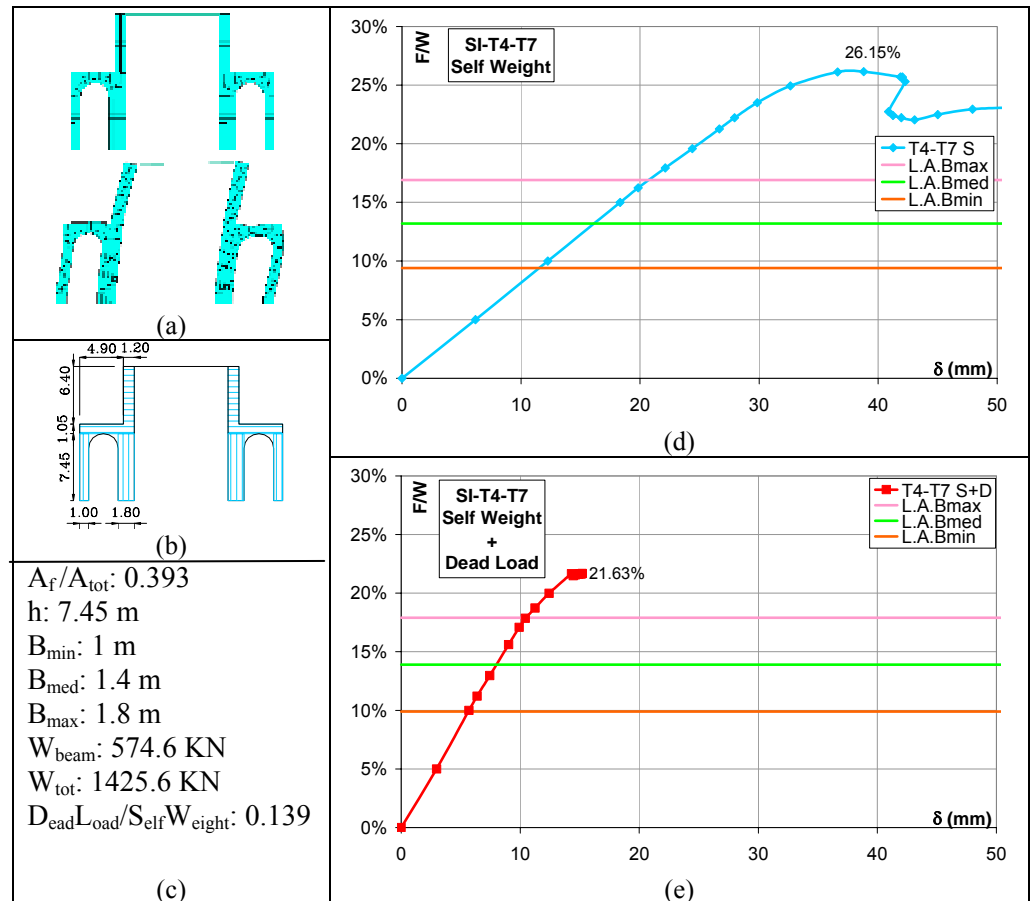 (a)
4.90 1.20
6.40
1.05
7.45
1.00 1.80
(b)
Af/Atot: 0.393
h: 7.45 m
Bmin: 1 m
Bmed: 1.4 m
Bmax: 1.8 m
Wbeam: 574.6 KN
Wtot: 1425.6 KN
DeadLoad/SelfWeight: 0.139
(c)
F/W
SI-T4-T7
Self Weight
30%
25%
20%
15%
10%
5%
0%
26.15%
T4-T7 S
L.A.Bmax
L.A.Bmed
L.A.Bmin
δ (mm)
0 10 20 30 40 50
(d)
F/W
SI-T4-T7
Self Weight
+
Dead Load
30%
25%
20%
15%
10%
5%
0%
21.63%
T4-T7 S+D
L.A.Bmax
L.A.Bmed
L.A.Bmin
δ (mm)
0 10 20 30 40 50
(e)